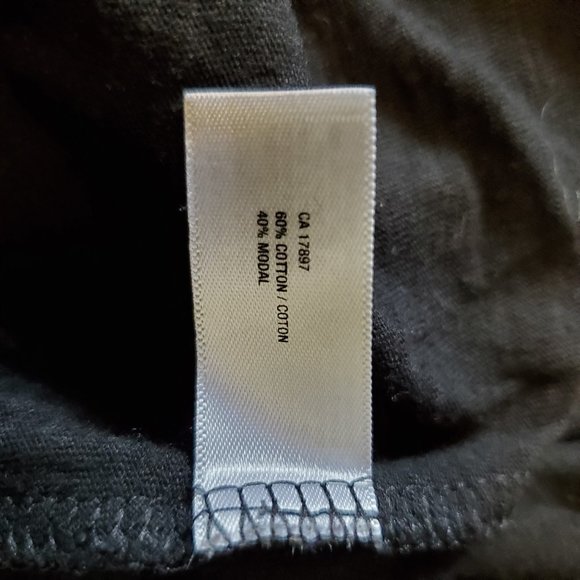 CA 17897
60% COTTON / COTON
40% MODAL